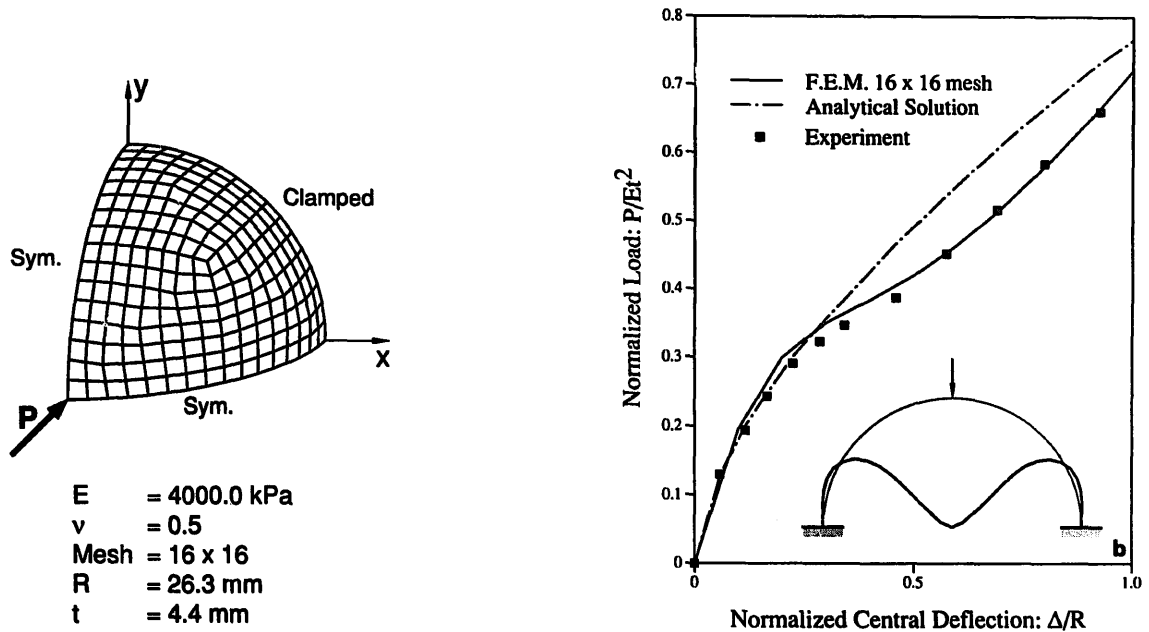 y
Clamped
Sym.
x
Sym.
P
E = 4000.0 kPa
ν = 0.5
Mesh = 16 x 16
R = 26.3 mm
t = 4.4 mm
Normalized Load: P/Et²
0.8
0.7
0.6
0.5
0.4
0.3
0.2
0.1
0
F.E.M. 16 x 16 mesh
Analytical Solution
Experiment
b
0 0.5 1.0
Normalized Central Deflection: Δ/R